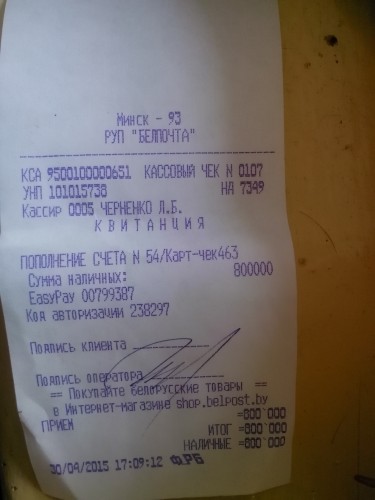 Минск - 93
РУП "БЕЛПОЧТА"
КСА 9500100000651 КАССОВЫЙ ЧЕК N 0107
УНП 101015738 НД 7349
Кассир 0005 ЧЕРНЕНКО Л.Б.
КВИТАНЦИЯ
ПОПОЛНЕНИЕ СЧЕТА N 54/Карт-чек463
Сумма наличных: 800000
EasyPay 00799387
Код авторизации 238297
Подпись клиента
Подпись оператора
== Покупайте белорусские товары ==
в Интернет-магазине shop.belpost.by
ПРИЕМ =800`000
ИТОГ =800`000
НАЛИЧНЫЕ =800`000
30/04/2015 17:09:12 ФРБ